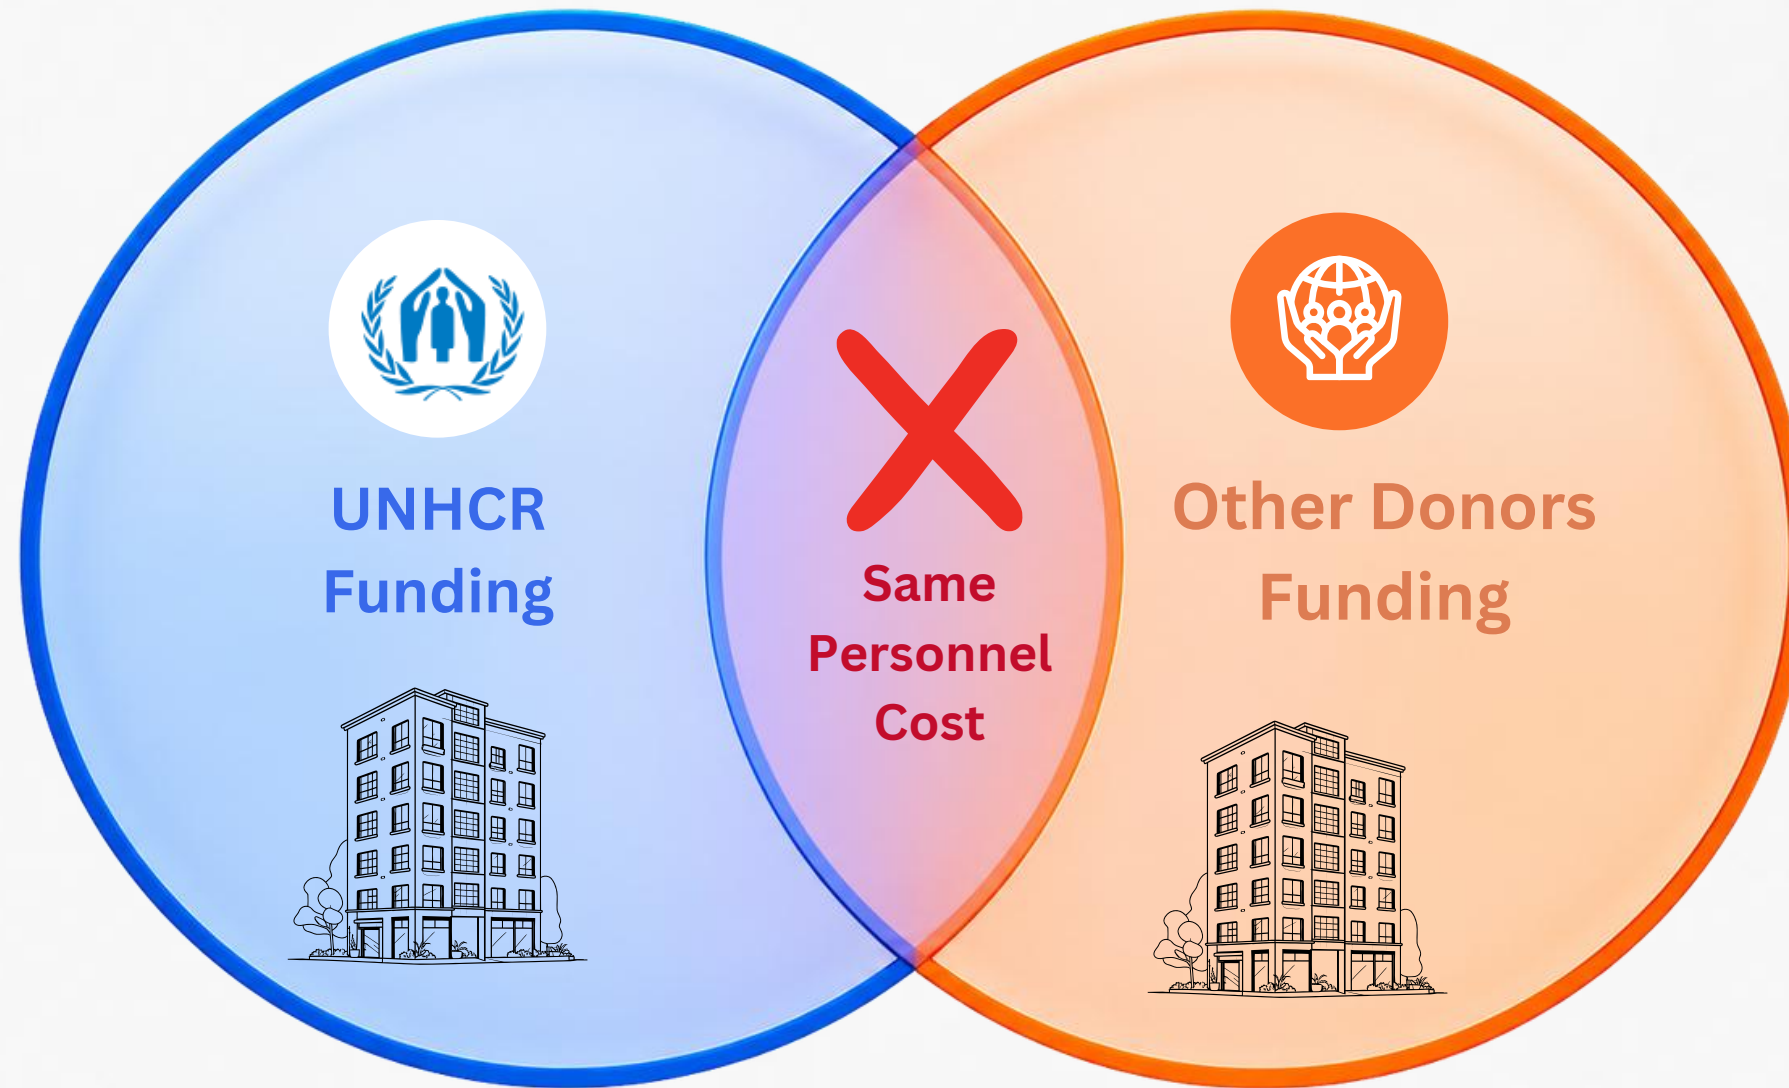 UNHCR
Funding
Same
Personnel
Cost
Other Donors
Funding